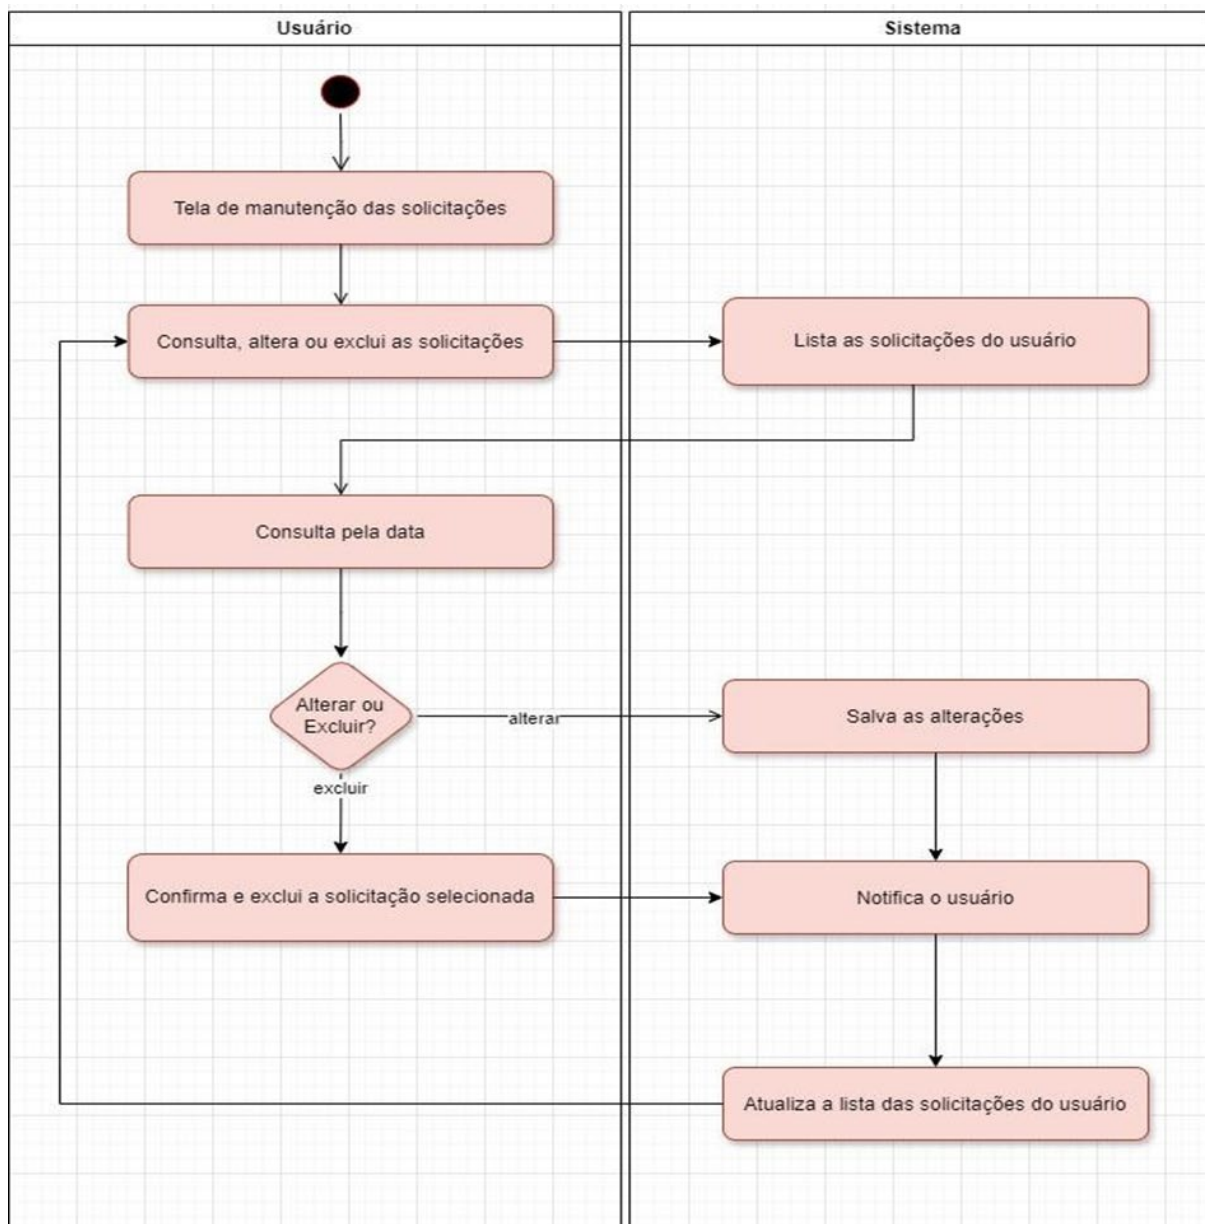 Usuário
Sistema
Tela de manutenção das solicitações
Consulta, altera ou exclui as solicitações
Lista as solicitações do usuário
Consulta pela data
Alterar ou
Excluir?
alterar
Salva as alterações
excluir
Confirma e exclui a solicitação selecionada
Notifica o usuário
Atualiza a lista das solicitações do usuário